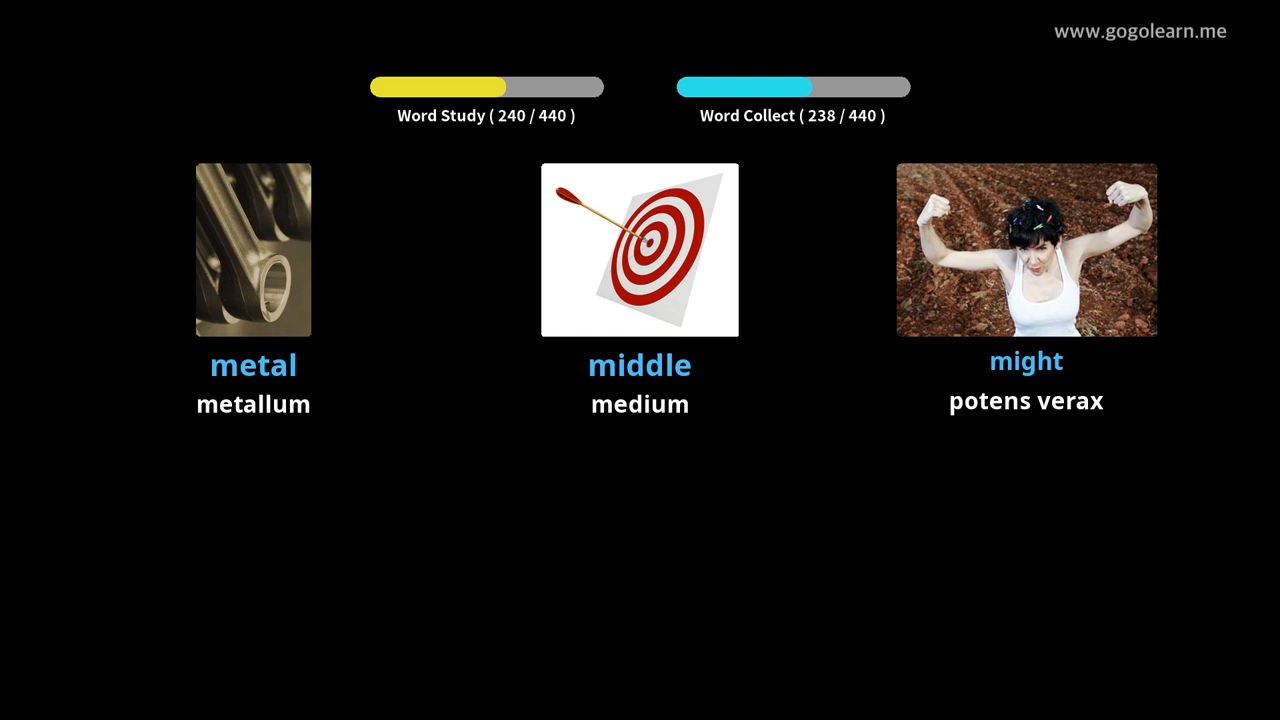 www.gogolearn.me
Word Study ( 240 / 440 )
Word Collect ( 238 / 440 )
metal
metallum
middle
medium
might
potens verax